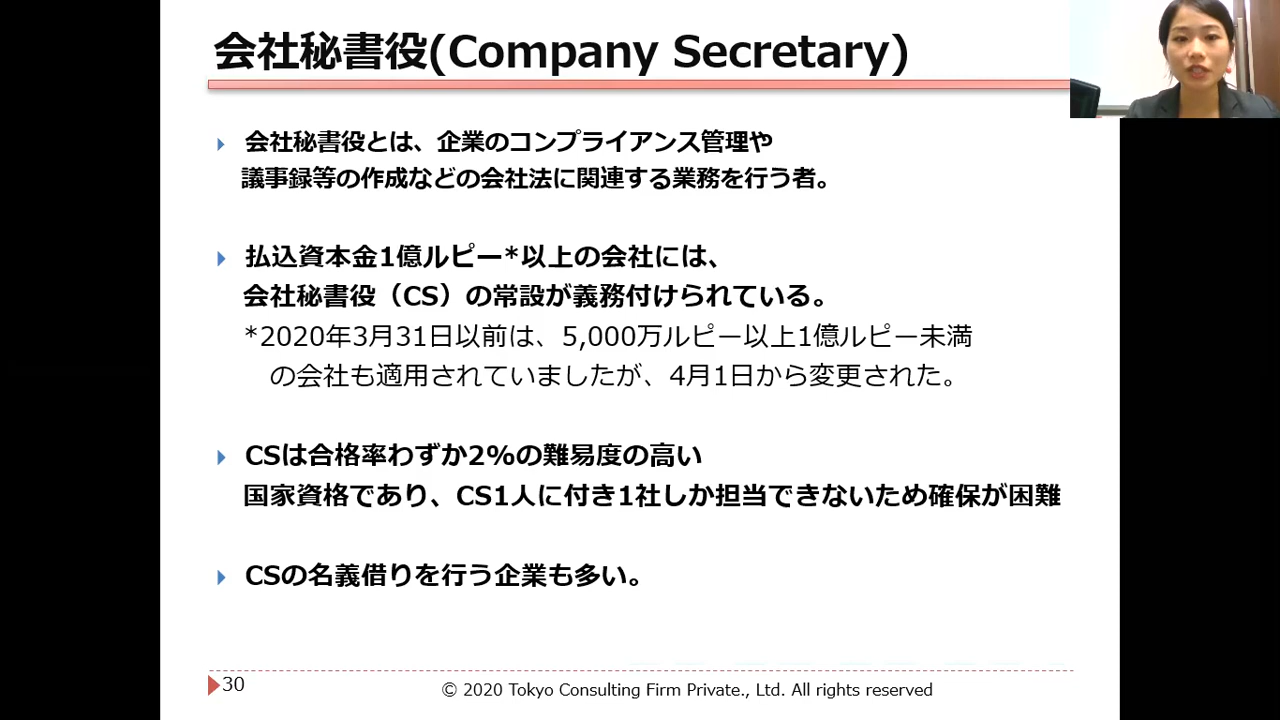 会社秘書役(Company Secretary)
会社秘書役とは、企業のコンプライアンス管理や
議事録等の作成などの会社法に関連する業務を行う者。
払込資本金1億ルピー*以上の会社には、
会社秘書役（CS）の常設が義務付けられている。
*2020年3月31日以前は、5,000万ルピー以上1億ルピー未満
の会社も適用されていましたが、4月1日から変更された。
CSは合格率わずか2%の難易度の高い
国家資格であり、CS1人に付き1社しか担当できないため確保が困難
CSの名義借りを行う企業も多い。
30
© 2020 Tokyo Consulting Firm Private., Ltd. All rights reserved